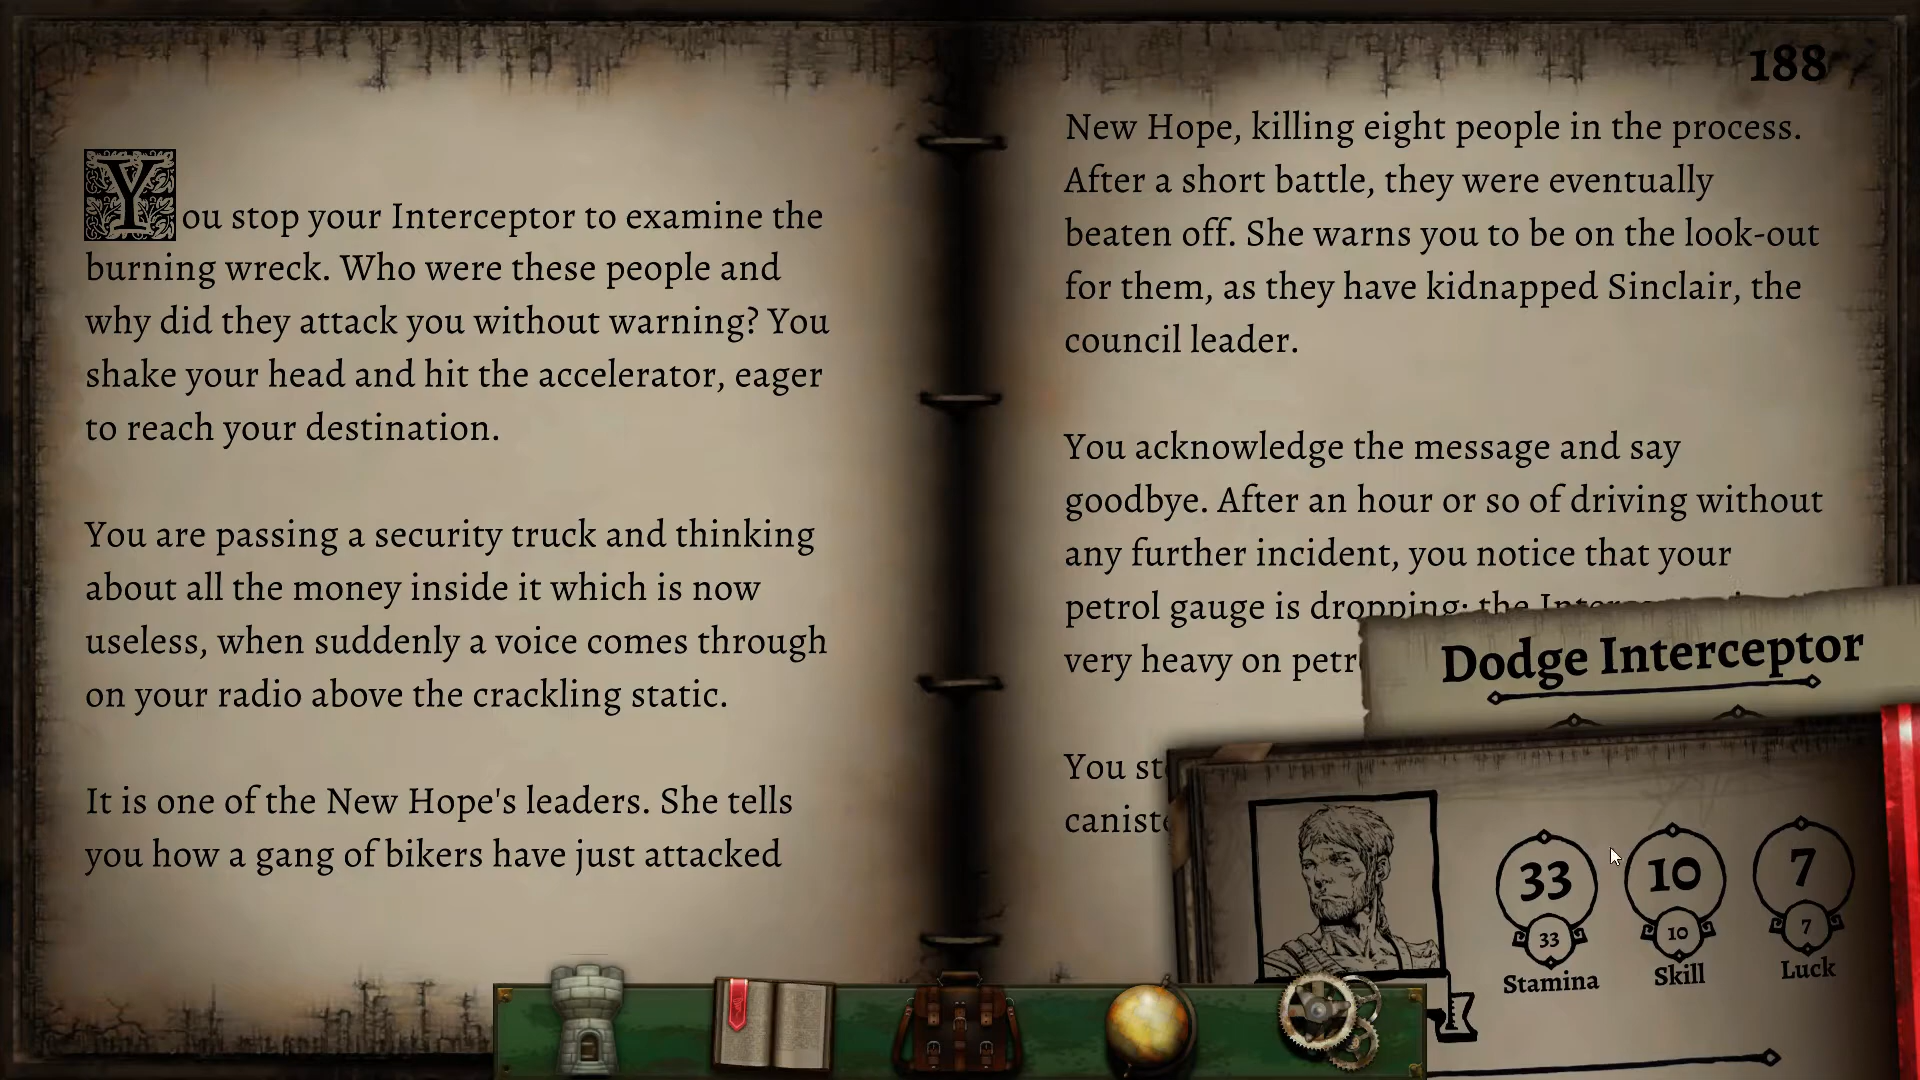 188
You stop your Interceptor to examine the
burning wreck. Who were these people and
why did they attack you without warning? You
shake your head and hit the accelerator, eager
to reach your destination.
You are passing a security truck and thinking
about all the money inside it which is now
useless, when suddenly a voice comes through
on your radio above the crackling static.
It is one of the New Hope's leaders. She tells
you how a gang of bikers have just attacked
New Hope, killing eight people in the process.
After a short battle, they were eventually
beaten off. She warns you to be on the look-out
for them, as they have kidnapped Sinclair, the
council leader.
You acknowledge the message and say
goodbye. After an hour or so of driving without
any further incident, you notice that your
petrol gauge is dropping; the
very heavy on
You
Dodge Interceptor
33 10 7
33 10 7
Stamina Skill Luck